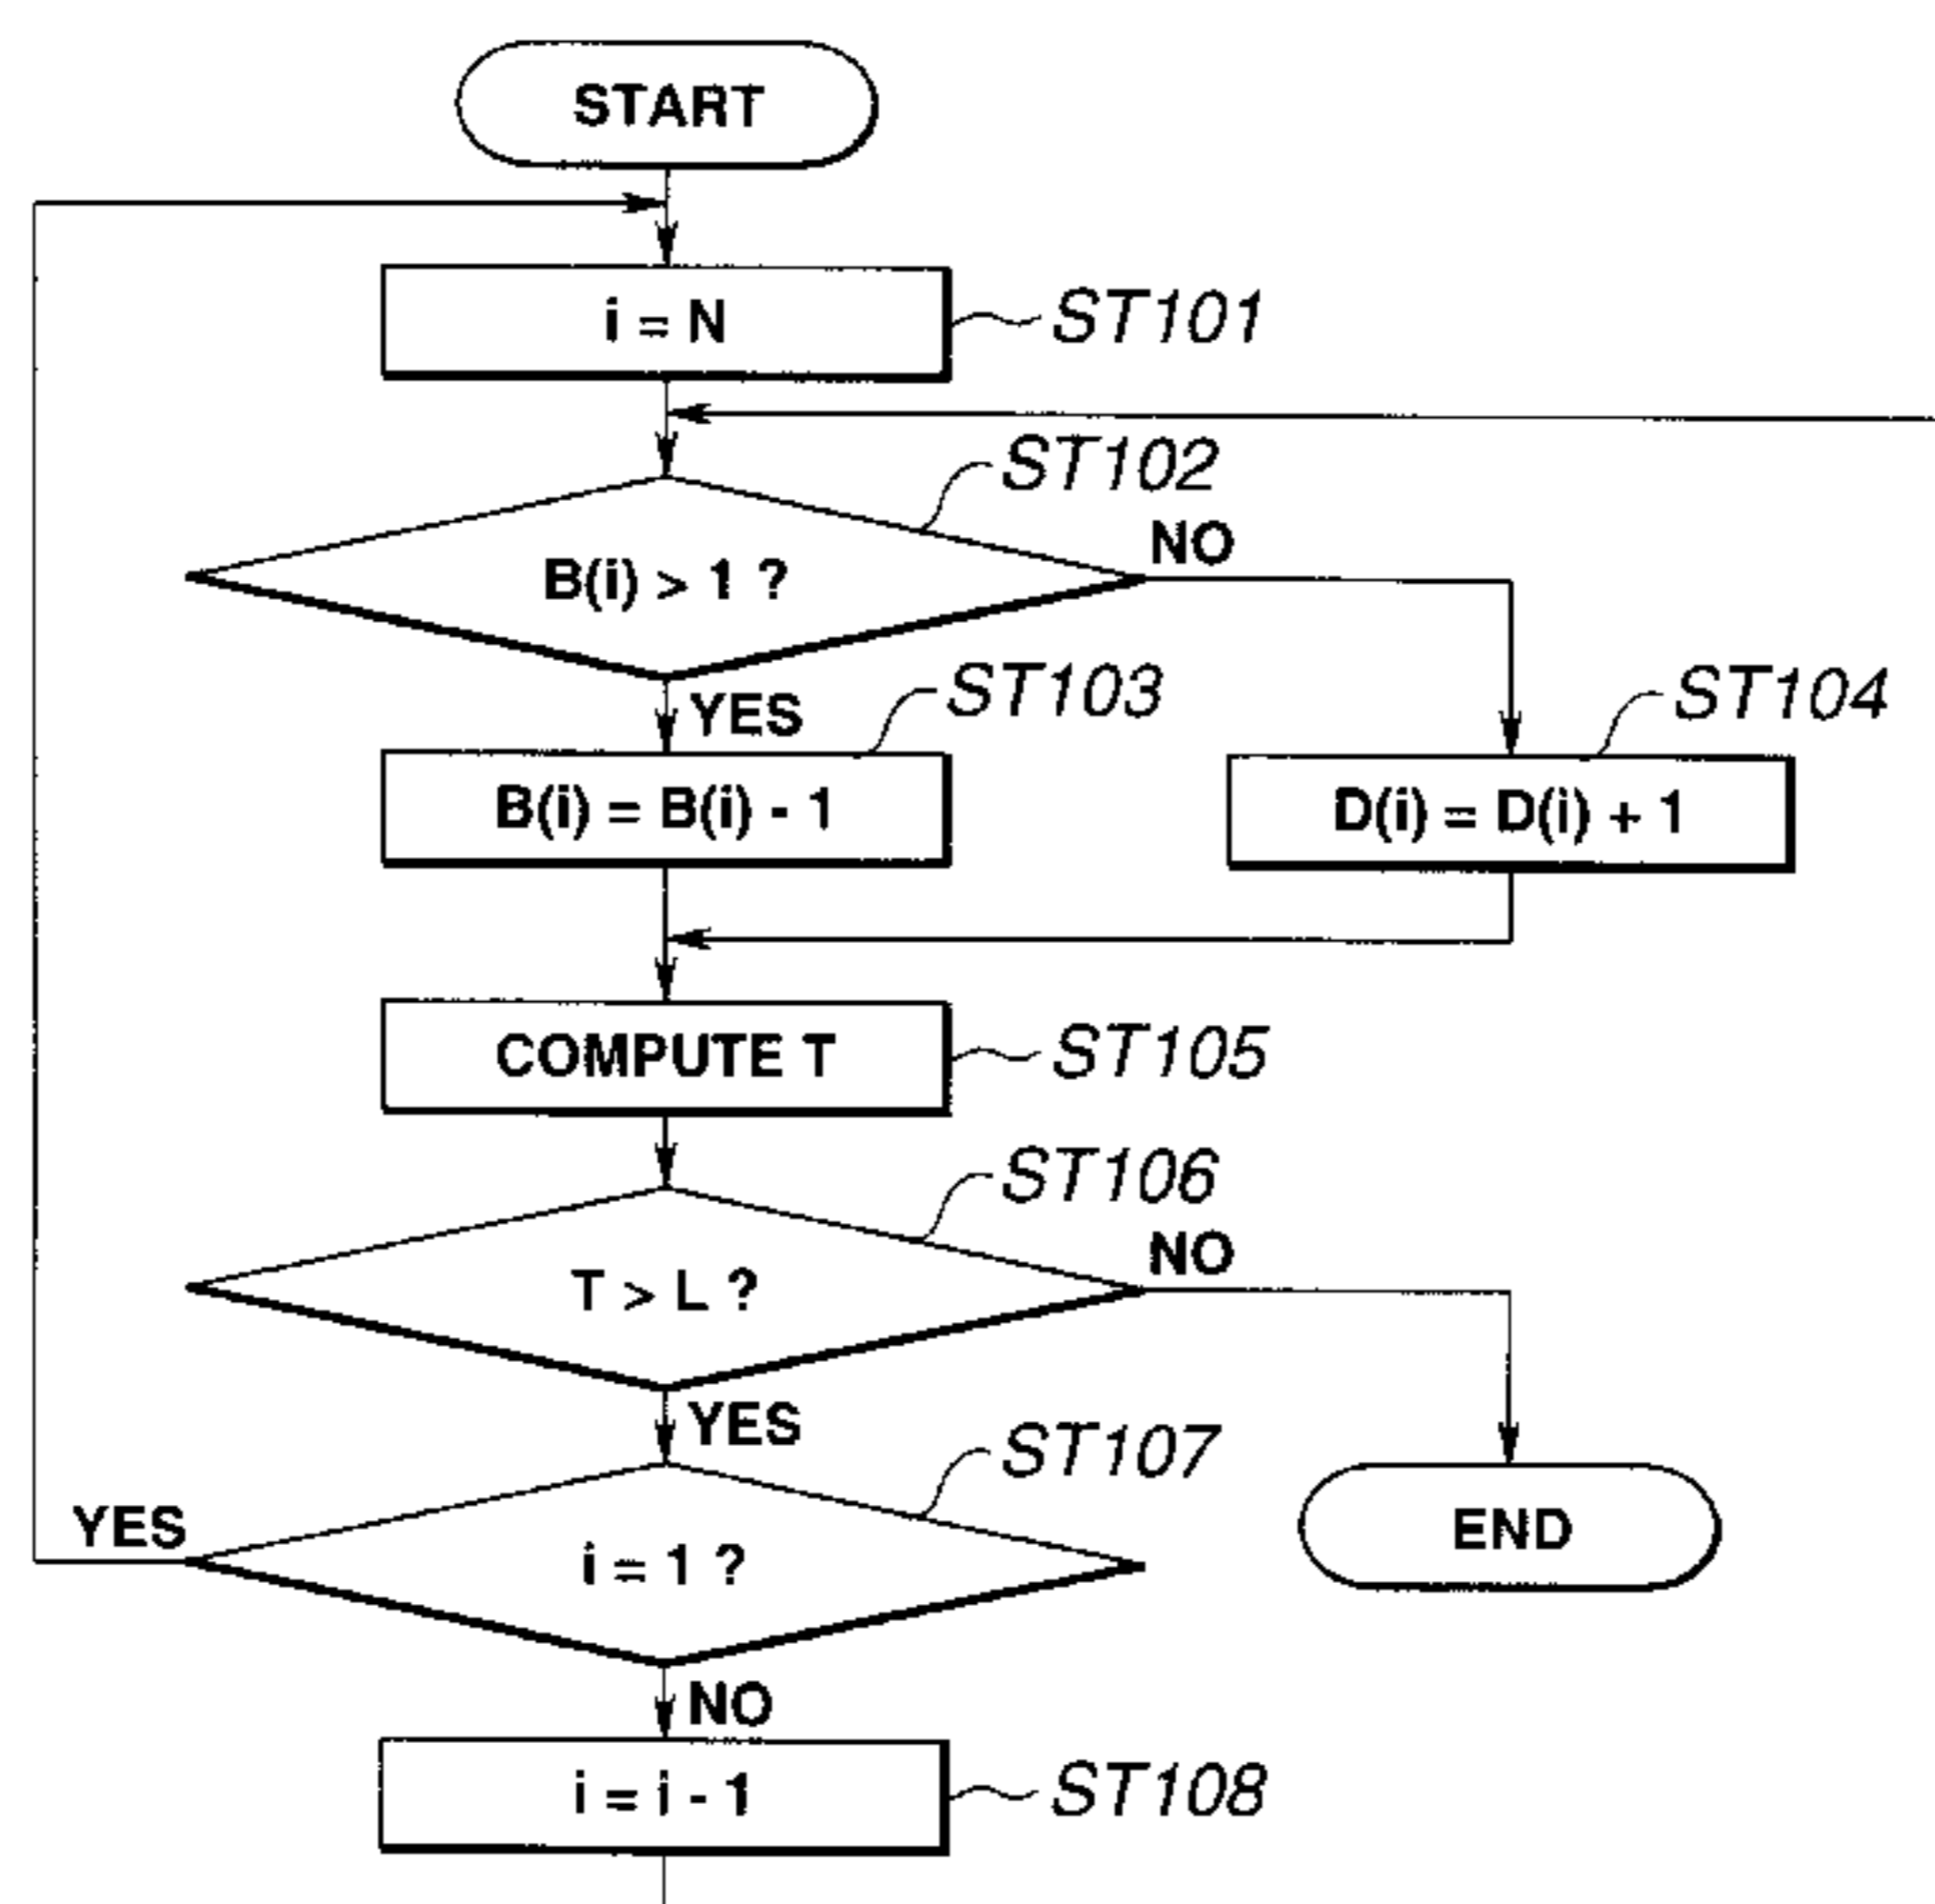 START
i = N
ST101
ST102
B(i) > 1 ?
NO
YES
ST103
ST104
B(i) = B(i) - 1
D(i) = D(i) + 1
COMPUTE T
ST105
ST106
T > L ?
NO
YES
ST107
YES
i = 1 ?
END
NO
i = i - 1
ST108